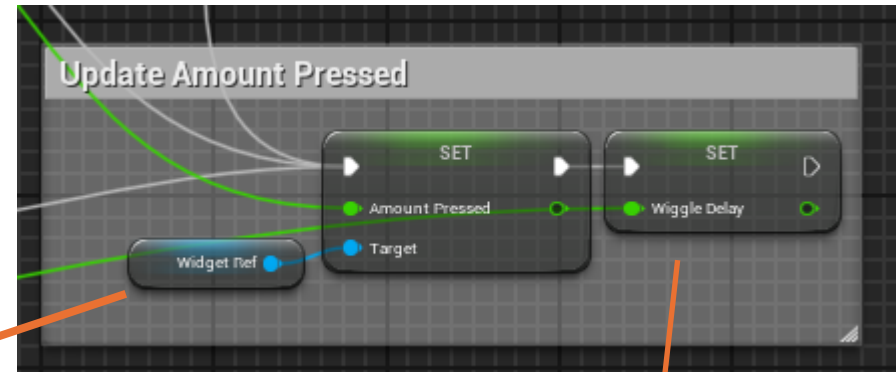 Update Amount Pressed
SET
SET
Amount Pressed
Wiggle Delay
Target
Widget Ref